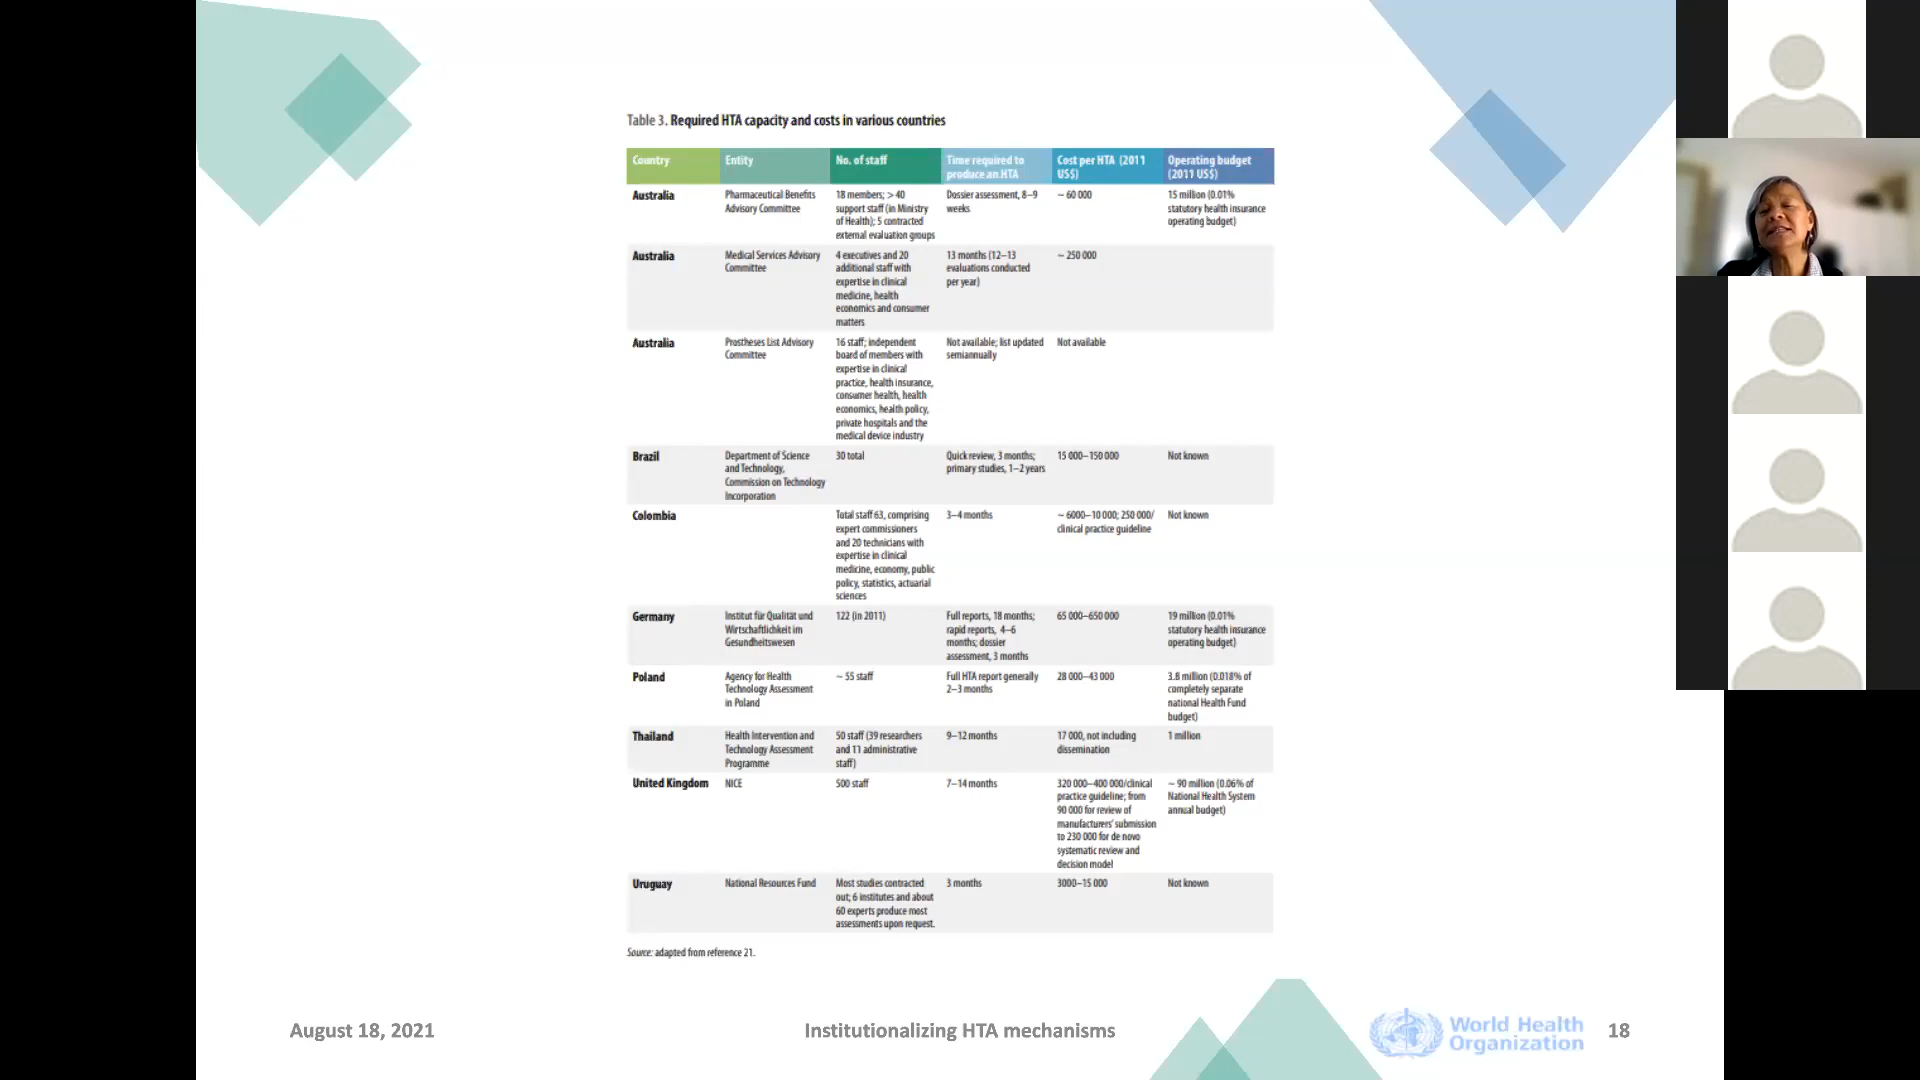 Table 3. Required HTA capacity and costs in various countries
Country Entity No. of staff Time required to produce an HTA Cost per HTA (2011 US$) Operating budget (2011 US$)
Australia
Pharmaceutical Benefits
Advisory Committee
18 members; > 40
support staff (in Ministry
of Health); 5 contracted
external evaluation groups
Dossier assessment, 8–9
weeks
~ 60 000
15 million (0.01%
statutory health insurance
operating budget)
Australia
Medical Services Advisory
Committee
4 executives and 20
additional staff with
expertise in clinical
medicine, health
economics and consumer
matters
13 months (12–13
evaluations conducted
per year)
~ 250 000
Australia
Prostheses List Advisory
Committee
16 staff; independent
board of members with
expertise in clinical
practice, health insurance,
consumer health, health
economics, health policy,
private hospitals and the
medical device industry
Not available; list updated
semiannually
Not available
Brazil
Department of Science
and Technology,
Commission on Technology
Incorporation
30 total
Quick review, 3 months;
primary studies, 1–2 years
15 000–150 000
Not known
Colombia
Total staff 63, comprising
expert commissioners
and 20 technicians with
expertise in clinical
medicine, economy, public
policy, statistics, actuarial
sciences
3–4 months
~ 6000–10 000; 250 000/
clinical practice guideline
Not known
Germany
Institut für Qualität und
Wirtschaftlichkeit im
Gesundheitswesen
122 (in 2011)
Full reports, 18 months;
rapid reports, 4–6
months; dossier
assessment, 3 months
65 000–650 000
19 million (0.01%
statutory health insurance
operating budget)
Poland
Agency for Health
Technology Assessment
in Poland
~ 55 staff
Full HTA report generally
2–3 months
28 000–43 000
3.8 million (0.018% of
completely separate
national Health Fund
budget)
Thailand
Health Intervention and
Technology Assessment
Programme
50 staff (39 researchers
and 11 administrative
staff)
9–12 months
17 000, not including
dissemination
1 million
United Kingdom
NICE
500 staff
7–14 months
320 000–400 000/clinical
practice guideline; from
90 000 for review of
manufacturers' submission
to 230 000 for de novo
systematic review and
decision model
~ 90 million (0.06% of
National Health System
annual budget)
Uruguay
National Resources Fund
Most studies contracted
out; 6 institutes and about
60 experts produce most
assessments upon request.
3 months
3000–15 000
Not known
Source: adapted from reference 21.
August 18, 2021
Institutionalizing HTA mechanisms
World Health
Organization
18